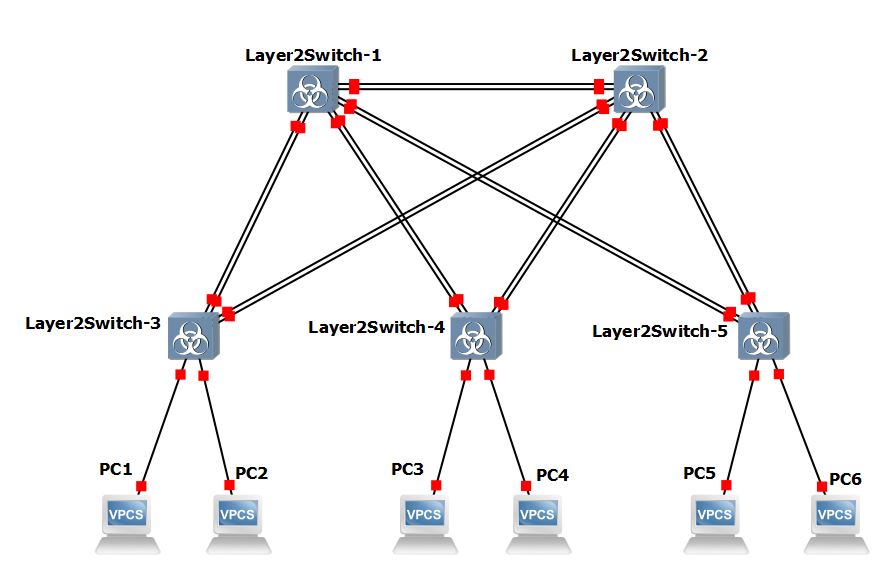 Layer2Switch-1
Layer2Switch-2
Layer2Switch-3
Layer2Switch-4
Layer2Switch-5
PC1
PC2
PC3
PC4
PC5
PC6
VPCS
VPCS
VPCS
VPCS
VPCS
VPCS